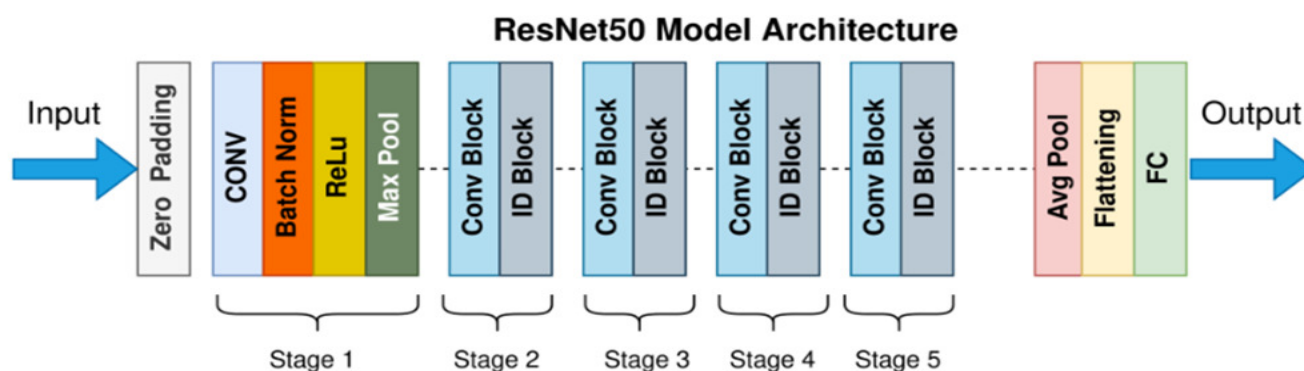 ResNet50 Model Architecture
Input
Zero Padding
CONV
Batch Norm
ReLu
Max Pool
Conv Block
ID Block
Conv Block
ID Block
Conv Block
ID Block
Conv Block
ID Block
Avg Pool
Flattening
FC
Output
Stage 1
Stage 2
Stage 3
Stage 4
Stage 5